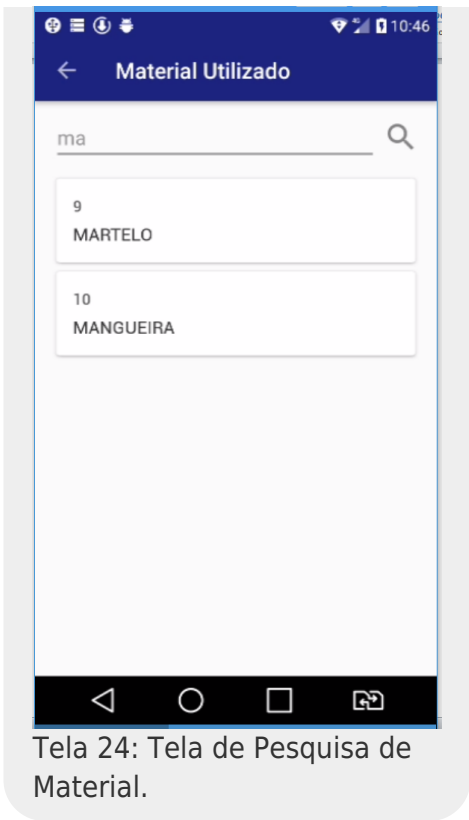 10:46
Material Utilizado
ma
9
MARTELO
10
MANGUEIRA
Tela 24: Tela de Pesquisa de
Material.